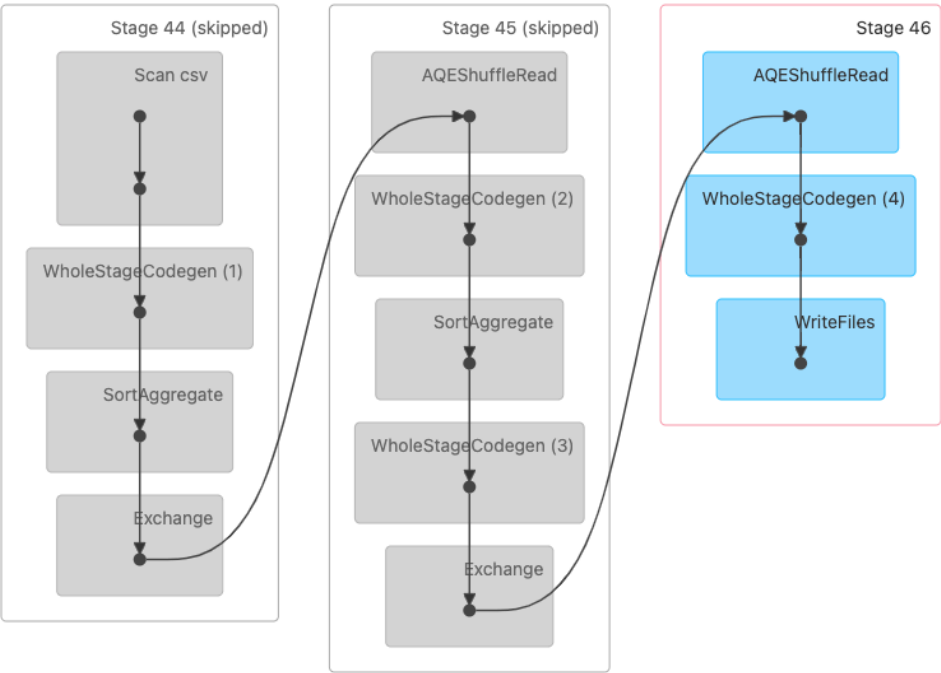 Stage 44 (skipped)
Scan csv
WholeStageCodegen (1)
SortAggregate
Exchange
Stage 45 (skipped)
AQEShuffleRead
WholeStageCodegen (2)
SortAggregate
WholeStageCodegen (3)
Exchange
Stage 46
AQEShuffleRead
WholeStageCodegen (4)
WriteFiles